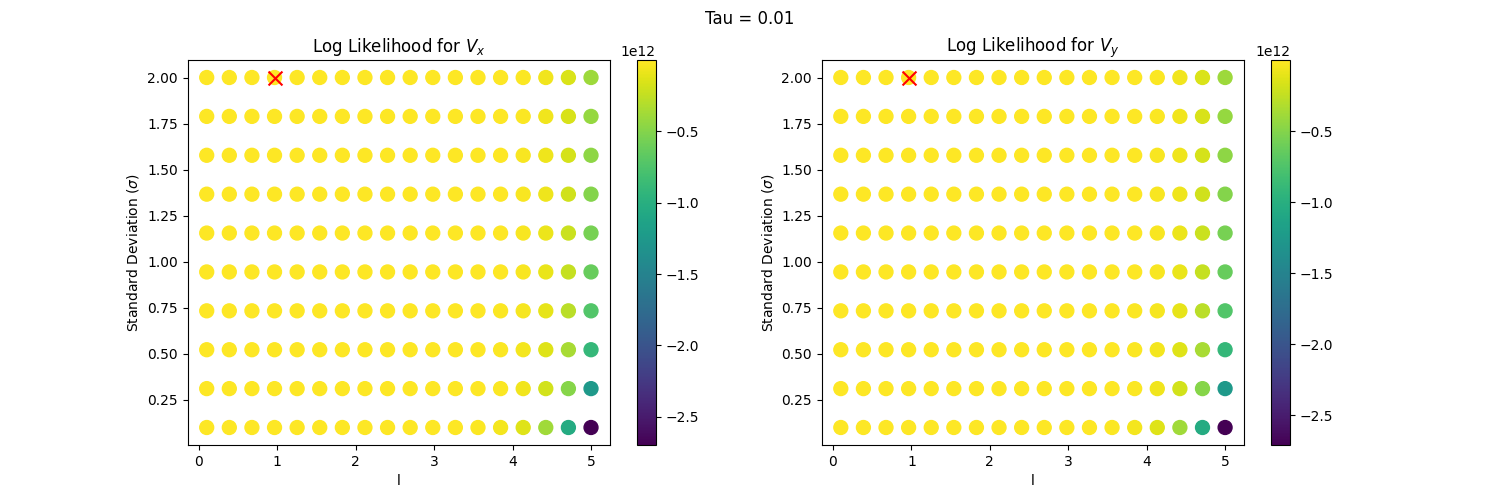 Tau = 0.01
Log Likelihood for $V_x$
1e12
2.00
1.75
1.50
1.25
1.00
0.75
0.50
0.25
Standard Deviation (σ)
0 1 2 3 4 5
l
−0.5
−1.0
−1.5
−2.0
−2.5
Log Likelihood for $V_y$
1e12
2.00
1.75
1.50
1.25
1.00
0.75
0.50
0.25
Standard Deviation (σ)
0 1 2 3 4 5
l
−0.5
−1.0
−1.5
−2.0
−2.5